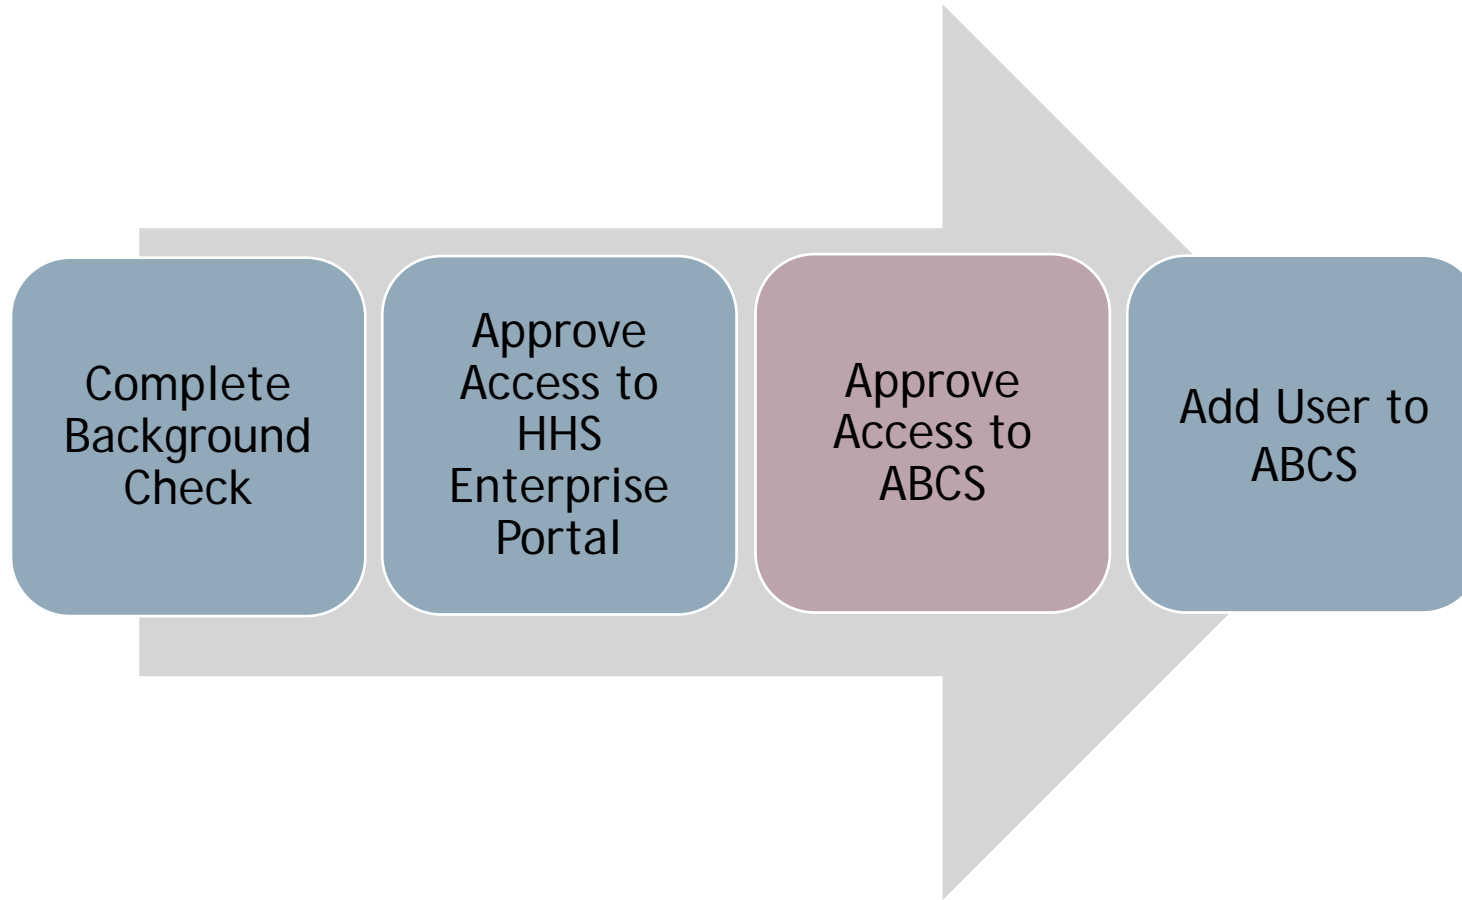 Complete
Background
Check
Approve
Access to
HHS
Enterprise
Portal
Approve
Access to
ABCS
Add User to
ABCS